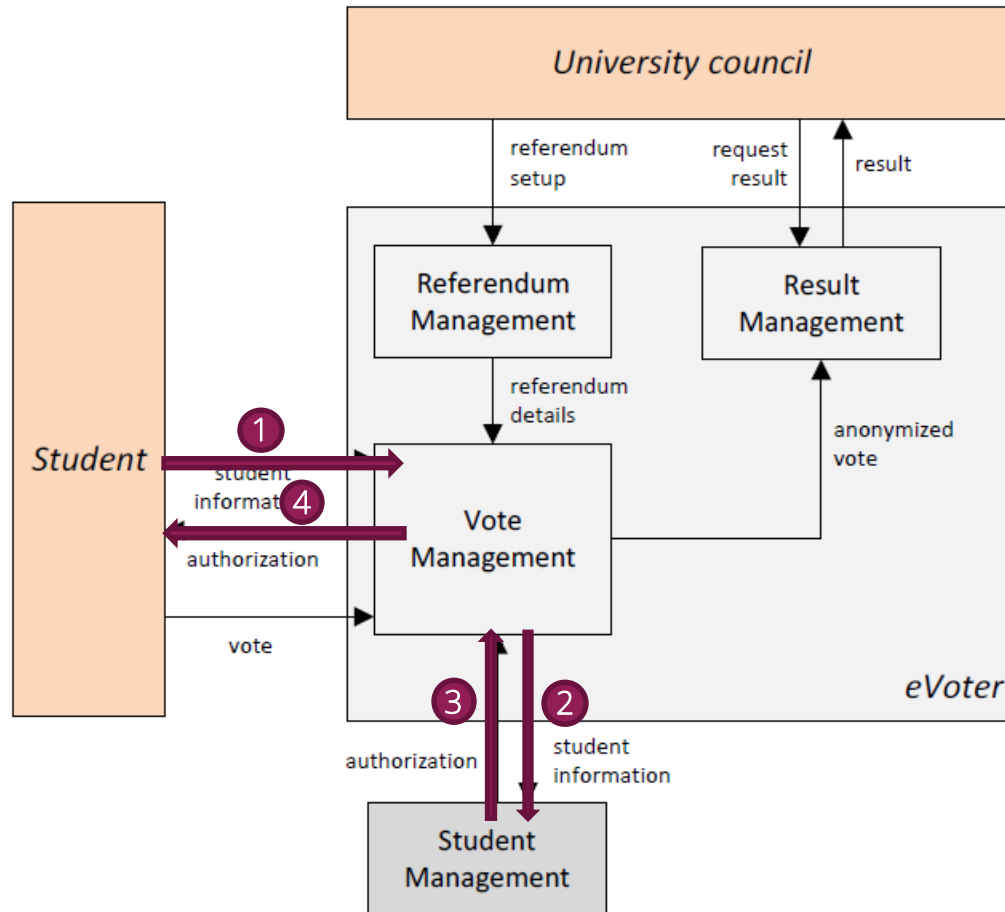 University council
referendum
setup
request
result
result
Referendum
Management
Result
Management
referendum
details
1
Student
student
4
anonymized
vote
Vote
Management
authorization
vote
eVoter
3
2
authorization
student
information
Student
Management